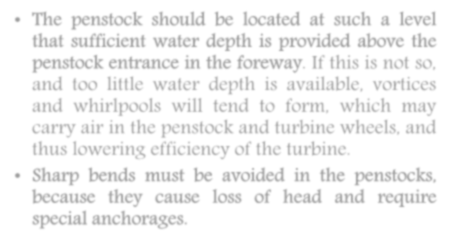 • The penstock should be located at such a level
that sufficient water depth is provided above the
penstock entrance in the foreway. If this is not so,
and too little water depth is available, vortices
and whirlpools will tend to form, which may
carry air in the penstock and turbine wheels, and
thus lowering efficiency of the turbine.
• Sharp bends must be avoided in the penstocks,
because they cause loss of head and require
special anchorages.